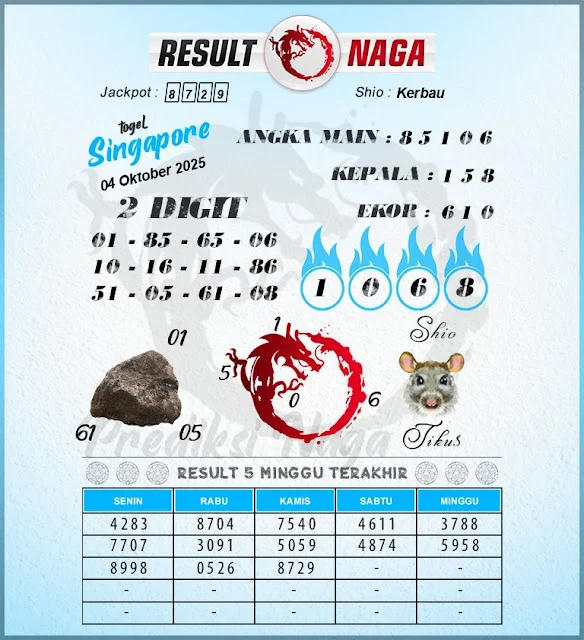 RESULT NAGA
Jackpot : 8729
Shio : Kerbau
togel
Singapore
04 Oktober 2025
ANGKA MAIN : 8 5 1 0 6
KEPALA : 1 5 8
EKOR : 6 1 0
2 DIGIT
01 - 85 - 65 - 06
10 - 16 - 11 - 86
51 - 05 - 61 - 08
1 0 6 8
01
61 05
1
5
0
6
Shio
Tikus
Prediksi Naga
RESULT 5 MINGGU TERAKHIR
SENIN RABU KAMIS SABTU MINGGU
4283 8704 7540 4611 3788
7707 3091 5059 4874 5958
8998 0526 8729 - -
- - - - -
- - - - -